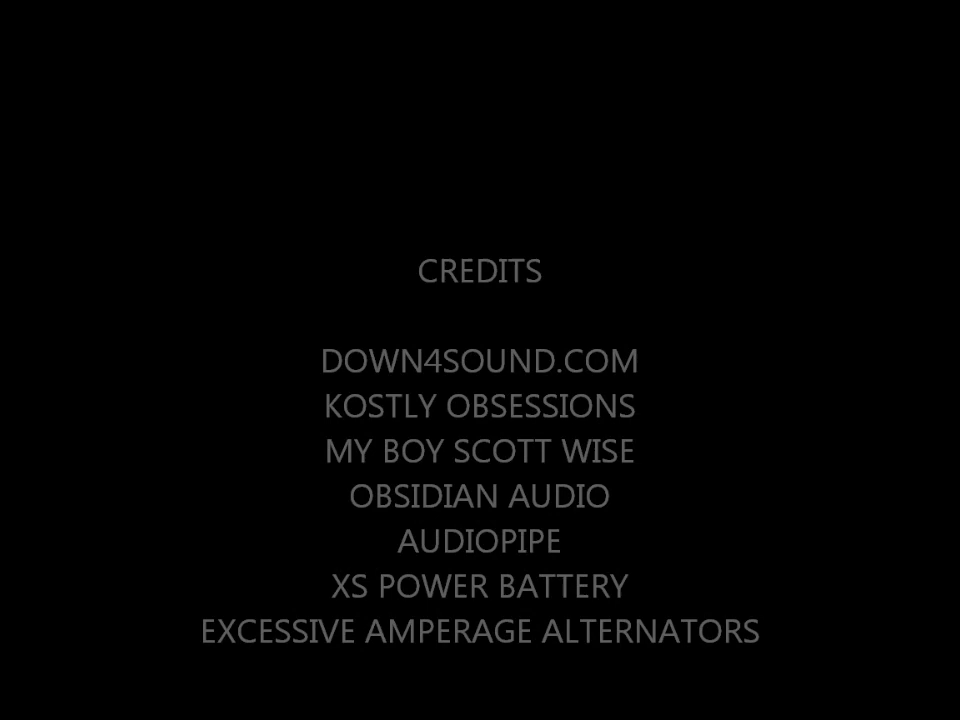 CREDITS
DOWN4SOUND.COM
KOSTLY OBSESSIONS
MY BOY SCOTT WISE
OBSIDIAN AUDIO
AUDIOPIPE
XS POWER BATTERY
EXCESSIVE AMPERAGE ALTERNATORS